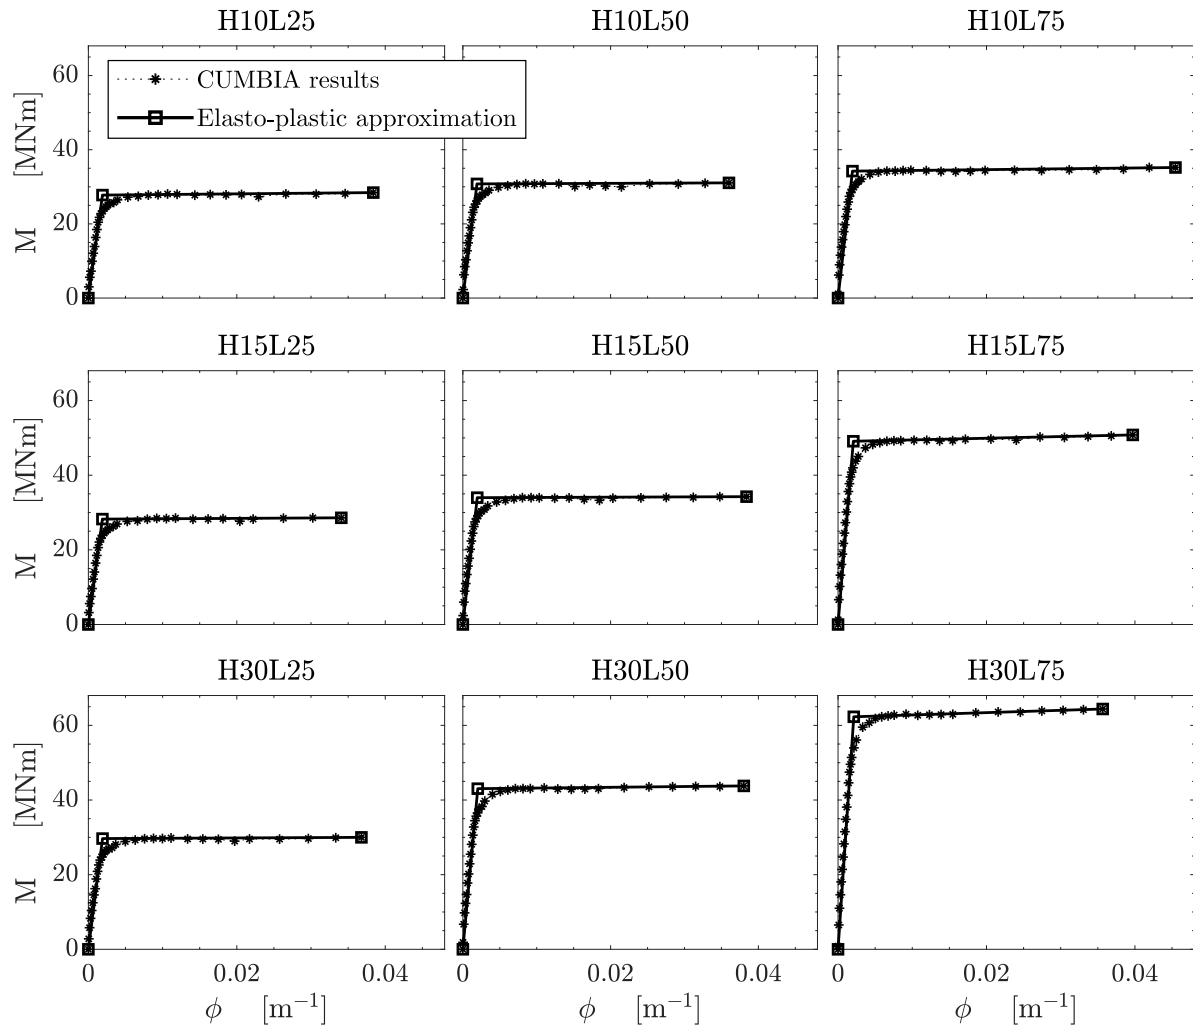 H10L25 H10L50 H10L75
CUMBIA results
Elasto-plastic approximation
60
40
20
0
M [MNm]
H15L25 H15L50 H15L75
60
40
20
0
M [MNm]
H30L25 H30L50 H30L75
60
40
20
0
M [MNm]
0 0.02 0.04 0 0.02 0.04 0 0.02 0.04
ϕ [m⁻¹] ϕ [m⁻¹] ϕ [m⁻¹]